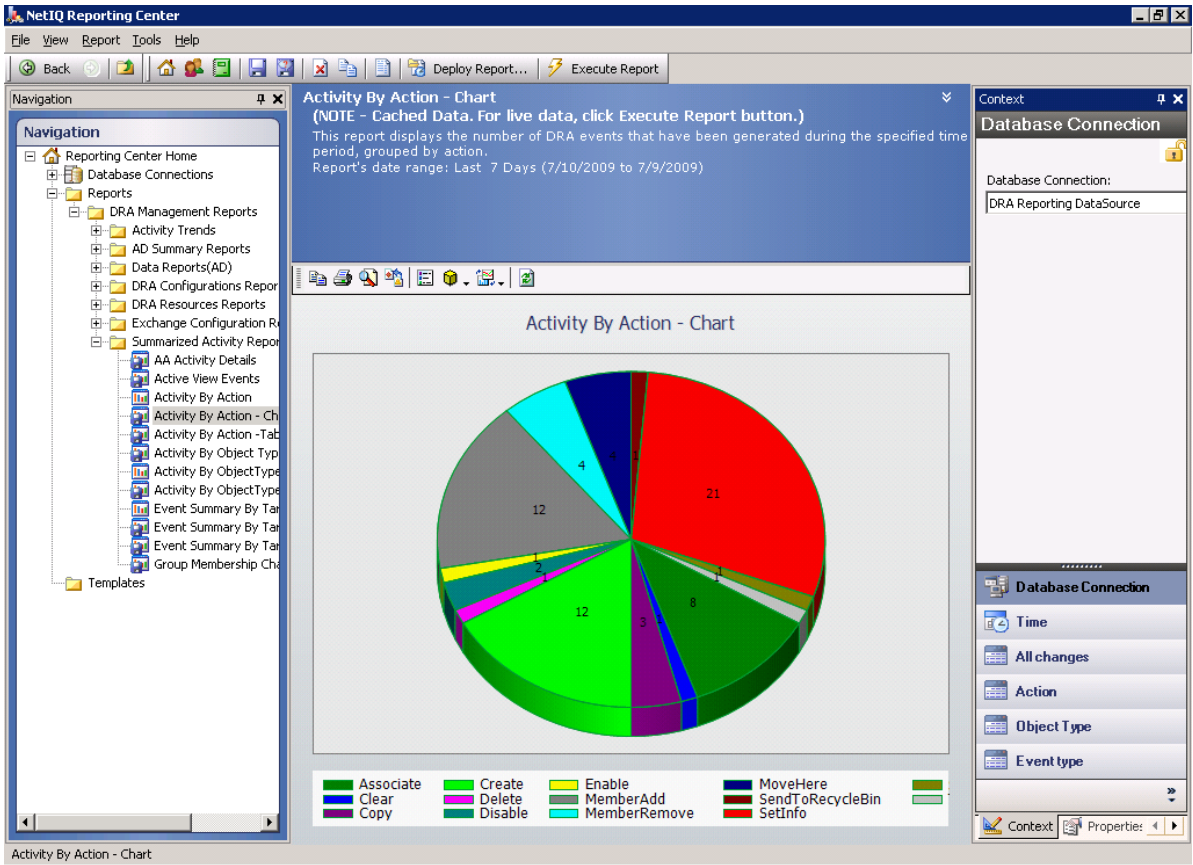 NetIQ Reporting Center
File View Report Tools Help
Back Deploy Report... Execute Report
Navigation
Navigation
Reporting Center Home
Database Connections
Reports
DRA Management Reports
Activity Trends
AD Summary Reports
Data Reports(AD)
DRA Configurations Repor
DRA Resources Reports
Exchange Configuration R
Summarized Activity Repor
AA Activity Details
Active View Events
Activity By Action
Activity By Action - Ch
Activity By Action -Tab
Activity By Object Typ
Activity By ObjectType
Activity By ObjectType
Event Summary By Tar
Event Summary By Tar
Event Summary By Tar
Group Membership Cha
Templates
Activity By Action - Chart
(NOTE - Cached Data. For live data, click Execute Report button.)
This report displays the number of DRA events that have been generated during the specified time
period, grouped by action.
Report's date range: Last 7 Days (7/10/2009 to 7/9/2009)
Activity By Action - Chart
4
4
1
21
12
1
2
1
1
1
8
12
3
Associate Create Enable MoveHere
Clear Delete MemberAdd SendToRecycleBin
Copy Disable MemberRemove SetInfo
Context
Database Connection
Database Connection:
DRA Reporting DataSource
Database Connection
Time
All changes
Action
Object Type
Event type
Context Properties
Activity By Action - Chart